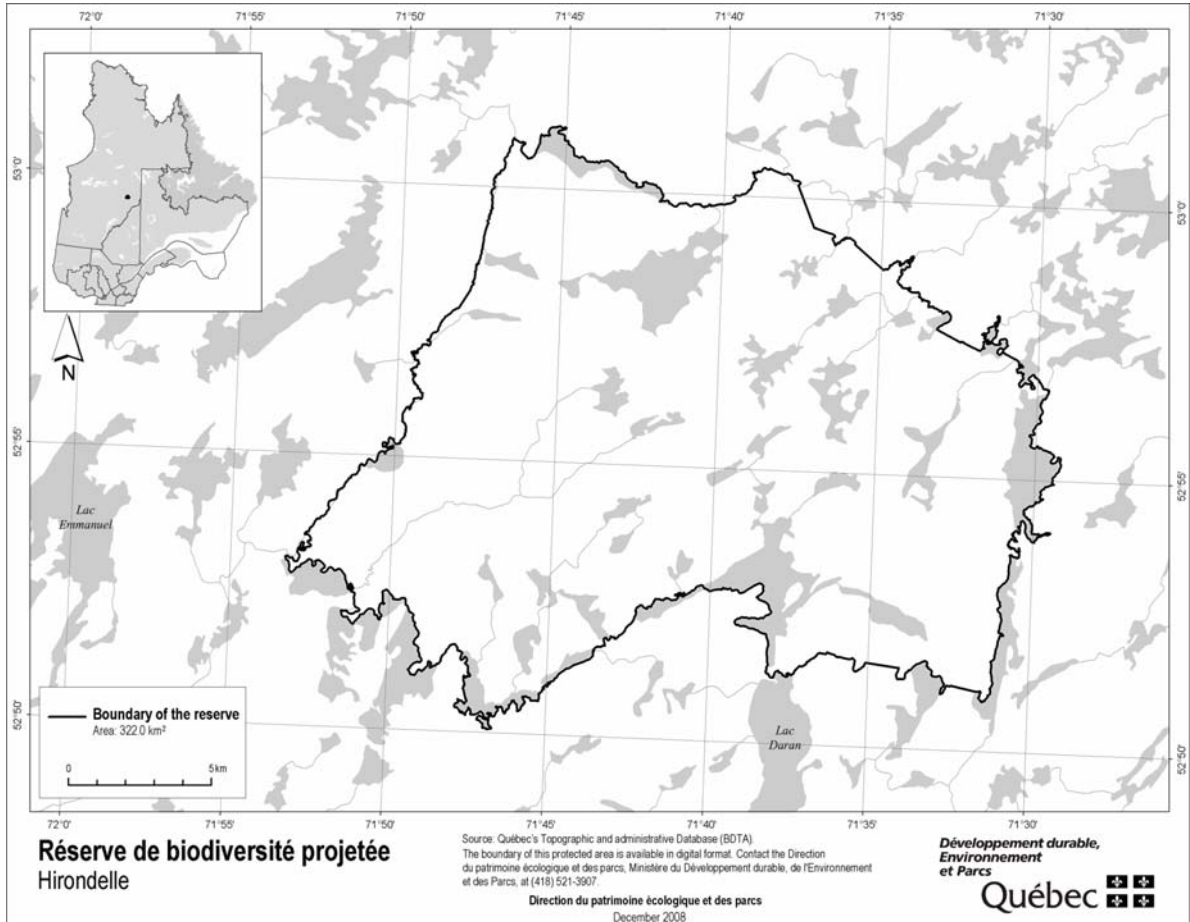 72°0'
71°55'
71°50'
71°45'
71°40'
71°35'
71°30'
53°0'
53°0'
N
52°55'
52°55'
Lac
Emmanuel
52°50'
52°50'
Boundary of the reserve
Area: 322.0 km²
0 5 km
Lac
Duran
72°0'
71°55'
71°50'
71°45'
71°40'
71°35'
71°30'
Réserve de biodiversité projetée
Hirondelle
Source: Québec's Topographic and administrative Database (BDTA).
The boundary of this protected area is available in digital format. Contact the Direction
du patrimoine écologique et des parcs, Ministère du Développement durable, de l'Environnement
et des Parcs, at (418) 521-3907.
Direction du patrimoine écologique et des parcs
December 2008
Développement durable,
Environnement
et Parcs
Québec